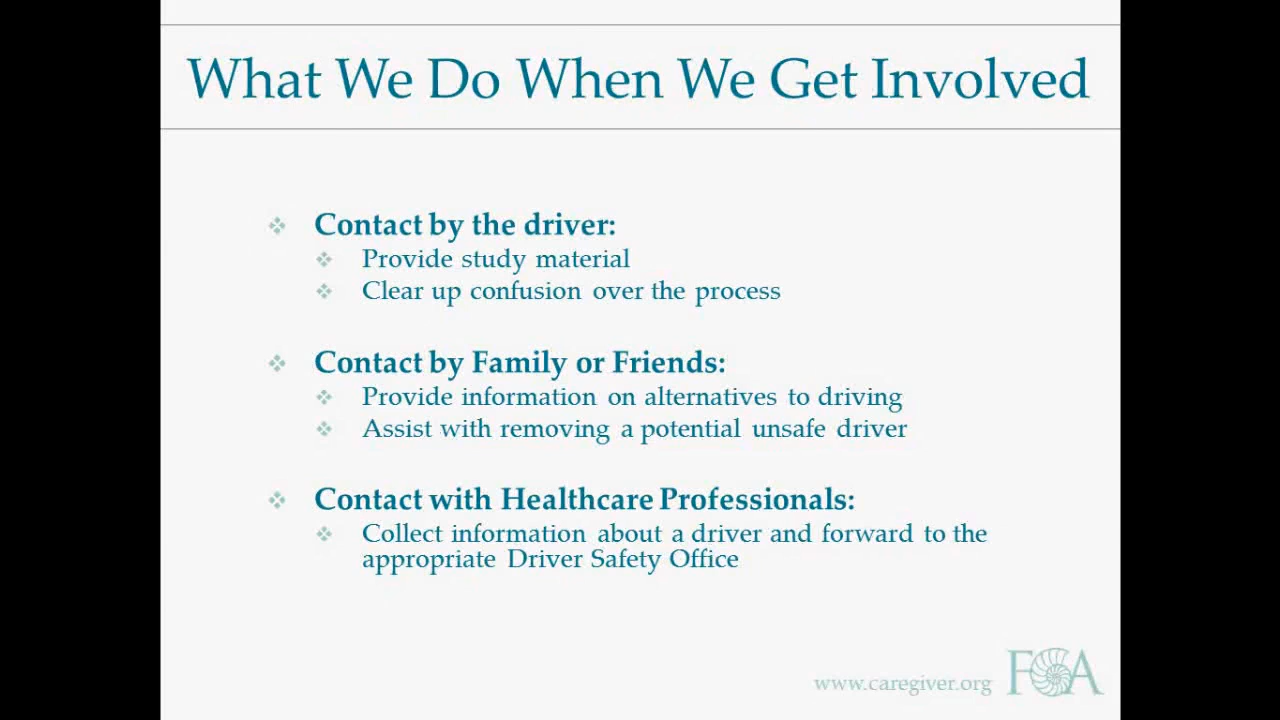 What We Do When We Get Involved
Contact by the driver:
Provide study material
Clear up confusion over the process
Contact by Family or Friends:
Provide information on alternatives to driving
Assist with removing a potential unsafe driver
Contact with Healthcare Professionals:
Collect information about a driver and forward to the
appropriate Driver Safety Office
www.caregiver.org FCA